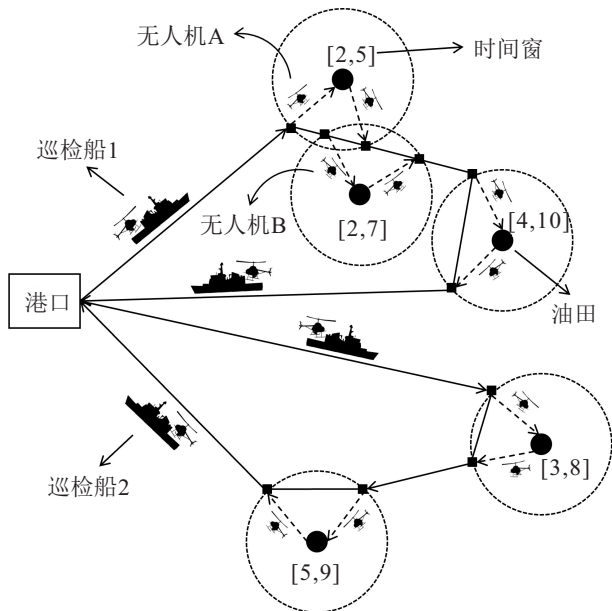 无人机A
[2,5]
时间窗
巡检船1
无人机B
[2,7]
[4,10]
港口
油田
巡检船2
[3,8]
[5,9]